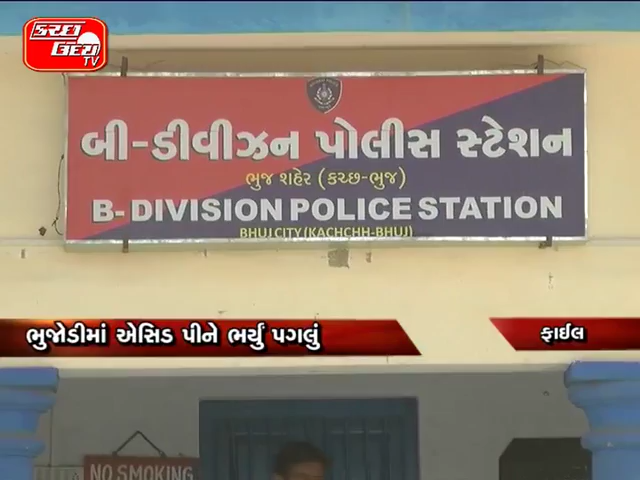 કચ્છ
ઉદય
TV
બી-ડીવીઝન પોલીસ સ્ટેશન
ભુજ શહેર (કચ્છ-ભુજ)
B- DIVISION POLICE STATION
BHUJ CITY (KACHCHH-BHUJ)
ભુજોડીમાં એસિડ પીને ભર્યું પગલું
ફાઈલ
NO SMOKING